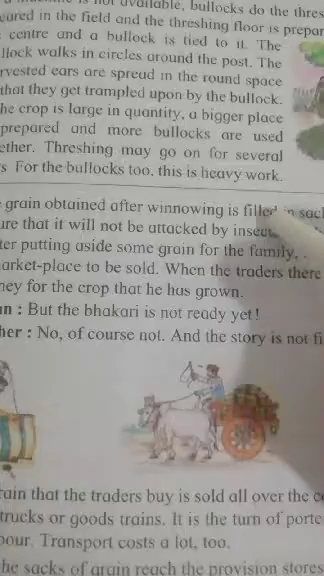 not available, bullocks do the thres
eared in the field and the threshing floor is prepar
centre and a bullock is tied to it. The
llock walks in circles around the post. The
rvested ears are spread in the round space
that they get trampled upon by the bullock.
he crop is large in quantity, a bigger place
prepared and more bullocks are used
ether. Threshing may go on for several
s For the bullocks too, this is heavy work.
grain obtained after winnowing is filled in sac
ure that it will not be attacked by insect
ter putting aside some grain for the family,
arket-place to be sold. When the traders there
ney for the crop that he has grown.
n : But the bhakari is not ready yet!
her : No, of course not. And the story is not fi
rain that the traders buy is sold all over the c
trucks or goods trains. It is the turn of porte
bour. Transport costs a lot, too.
he sacks of grain reach the provision stores